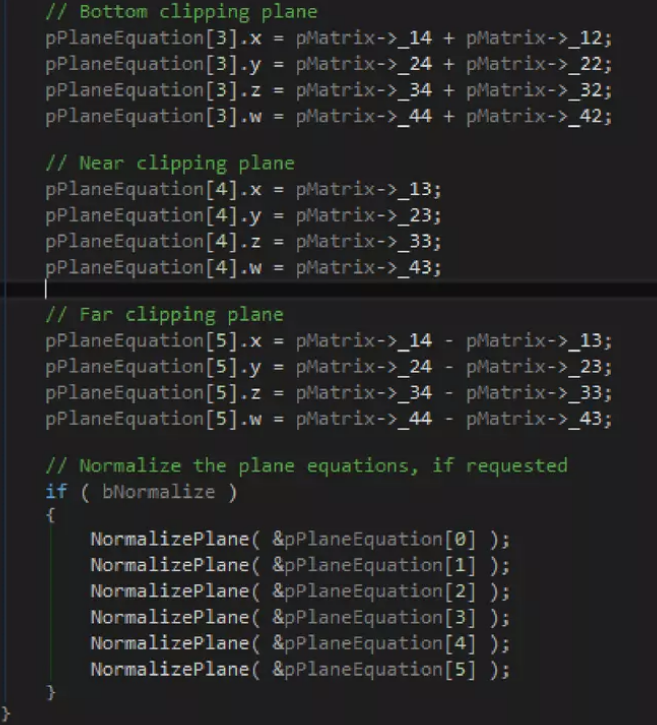 // Bottom clipping plane
pPlaneEquation[3].x = pMatrix->_14 + pMatrix->_12;
pPlaneEquation[3].y = pMatrix->_24 + pMatrix->_22;
pPlaneEquation[3].z = pMatrix->_34 + pMatrix->_32;
pPlaneEquation[3].w = pMatrix->_44 + pMatrix->_42;
// Near clipping plane
pPlaneEquation[4].x = pMatrix->_13;
pPlaneEquation[4].y = pMatrix->_23;
pPlaneEquation[4].z = pMatrix->_33;
pPlaneEquation[4].w = pMatrix->_43;
// Far clipping plane
pPlaneEquation[5].x = pMatrix->_14 - pMatrix->_13;
pPlaneEquation[5].y = pMatrix->_24 - pMatrix->_23;
pPlaneEquation[5].z = pMatrix->_34 - pMatrix->_33;
pPlaneEquation[5].w = pMatrix->_44 - pMatrix->_43;
// Normalize the plane equations, if requested
if ( bNormalize )
{
NormalizePlane( &pPlaneEquation[0] );
NormalizePlane( &pPlaneEquation[1] );
NormalizePlane( &pPlaneEquation[2] );
NormalizePlane( &pPlaneEquation[3] );
NormalizePlane( &pPlaneEquation[4] );
NormalizePlane( &pPlaneEquation[5] );
}
}